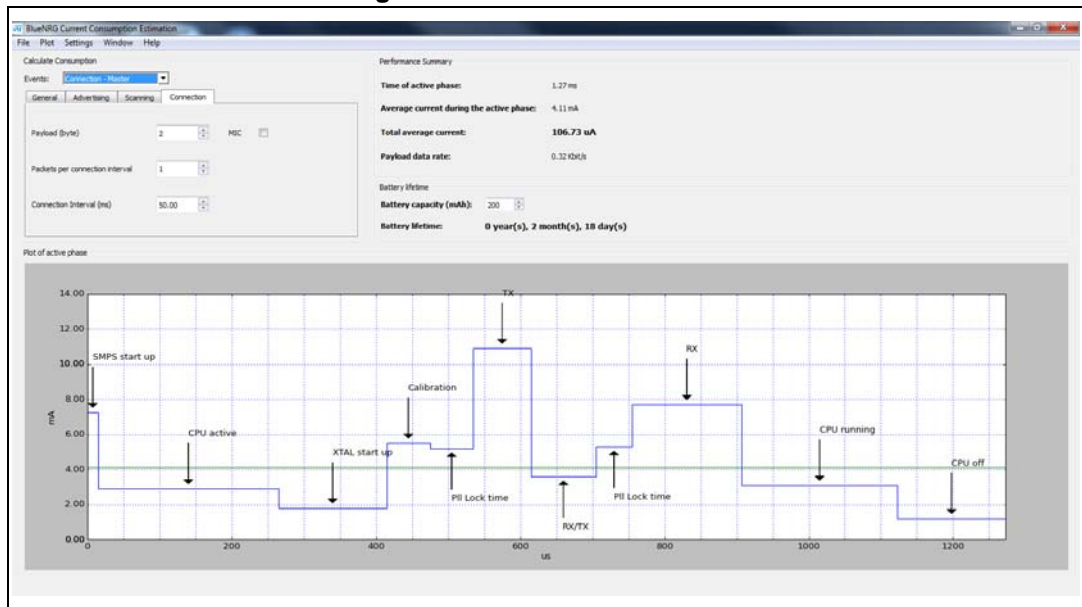 BlueNRG Current Consumption Estimation
File Plot Settings Window Help
Calculate Consumption
Events: Connection - Master
General Advertising Scanning Connection
Payload (byte) 2 MIC
Packets per connection interval 1
Connection Interval (ms) 50.00
Performance Summary
Time of active phase: 1.27 ms
Average current during the active phase: 4.11 mA
Total average current: 106.73 uA
Payload data rate: 0.32 Kbit/s
Battery lifetime
Battery capacity (mAh): 200
Battery lifetime: 0 year(s), 2 month(s), 18 day(s)
Plot of active phase
14.00
12.00
10.00
8.00
6.00
4.00
2.00
0.00
mA
SMPS start up
CPU active
XTAL start up
Calibration
Pll Lock time
TX
RX/TX
Pll Lock time
RX
CPU running
CPU off
0 200 400 600 800 1000 1200
us